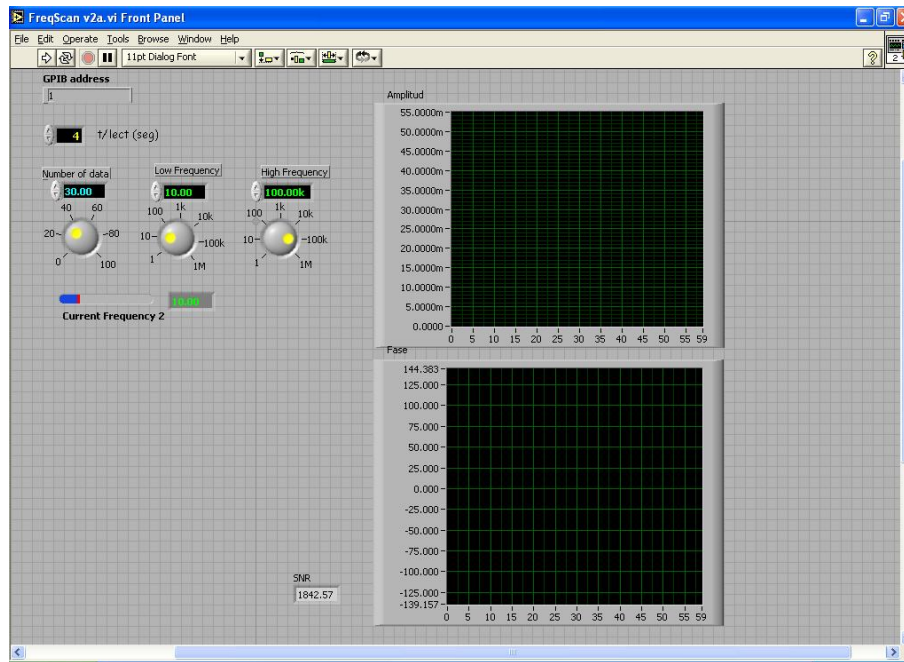 FreqScan v2a.vi Front Panel
File Edit Operate Tools Browse Window Help
11pt Dialog Font
?
2
GPIB address
1
4 t/lect (seg)
Number of data
30.00
40 60
20 80
0 100
Low Frequency
10.00
1k
100 10k
10 100k
1 1M
High Frequency
100.00k
1k
100 10k
10 100k
1 1M
10.00
Current Frequency 2
Amplitud
55.0000m
50.0000m
45.0000m
40.0000m
35.0000m
30.0000m
25.0000m
20.0000m
15.0000m
10.0000m
5.0000m
0.0000
0 5 10 15 20 25 30 35 40 45 50 55 59
Fase
144.383
125.000
100.000
75.000
50.000
25.000
0.000
-25.000
-50.000
-75.000
-100.000
-125.000
-139.157
0 5 10 15 20 25 30 35 40 45 50 55 59
SNR
1842.57